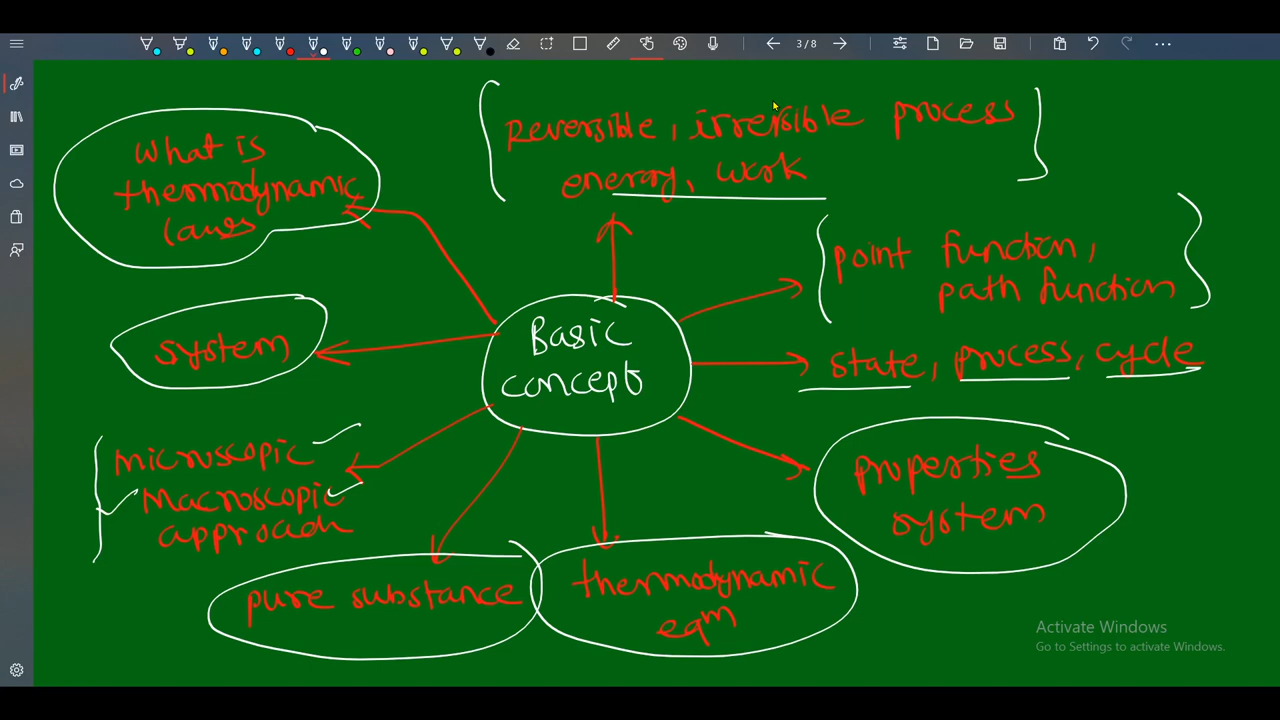 3/8
What is
thermodynamic
laws
Reversible, irrersible process
energy, work
point function,
path function
system
Basic
concept
state, process, cycle
Microscopic
Macroscopic
approach
properties
system
pure substance
thermodynamic
eqm
Activate Windows
Go to Settings to activate Windows.